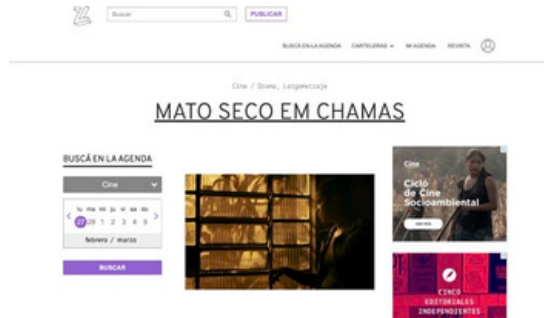 Buscar
PUBLICAR
BUSCÁ EN LA AGENDA CARTELERAS MI AGENDA REVISTA
Cine / Drama, Largometraje
MATO SECO EM CHAMAS
BUSCÁ EN LA AGENDA
Cine
lu ma mi ju vi sa do
27 28 1 2 3 4 5
febrero / marzo
BUSCAR
Cine
Ciclo
de Cine
Socioambiental
CINCO
EDITORIALES
INDEPENDIENTES